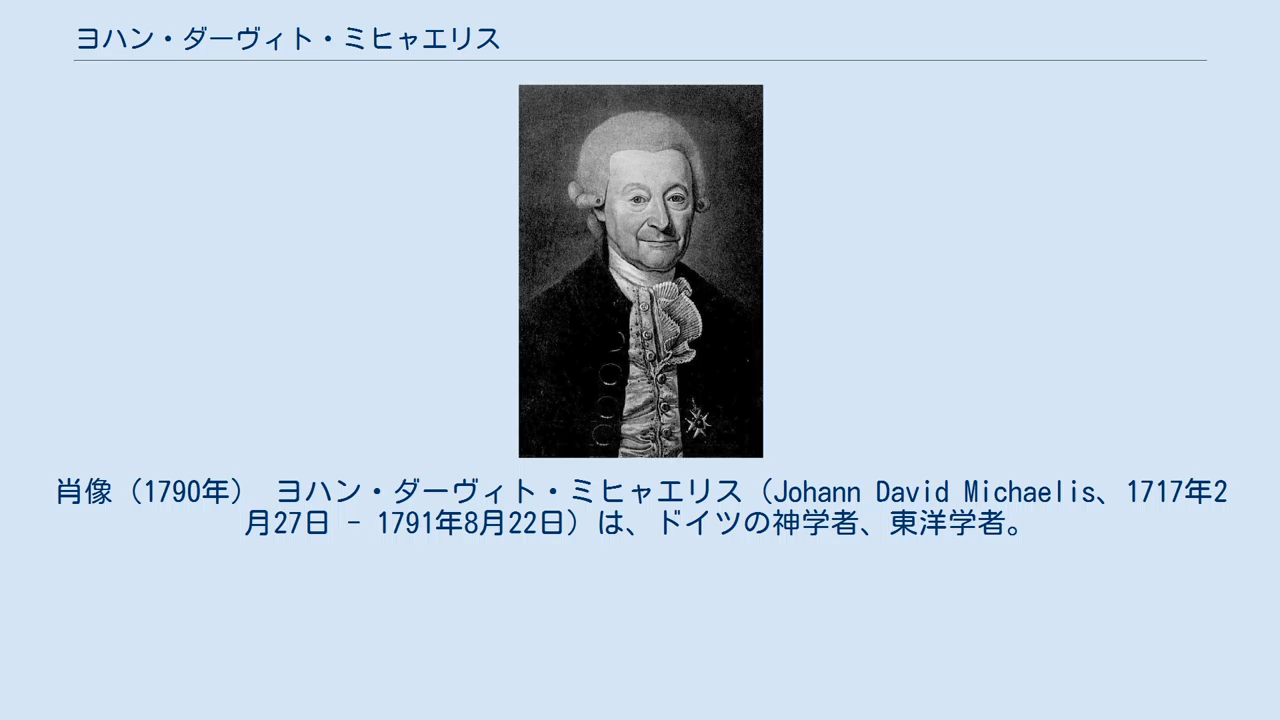 ヨハン・ダーヴィト・ミヒャエリス
肖像（1790年） ヨハン・ダーヴィト・ミヒャエリス（Johann David Michaelis、1717年2
月27日 - 1791年8月22日）は、ドイツの神学者、東洋学者。